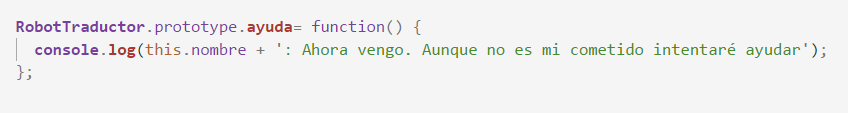 RobotTraductor.prototype.ayuda= function() {
  console.log(this.nombre + ': Ahora vengo. Aunque no es mi cometido intentaré ayudar');
};